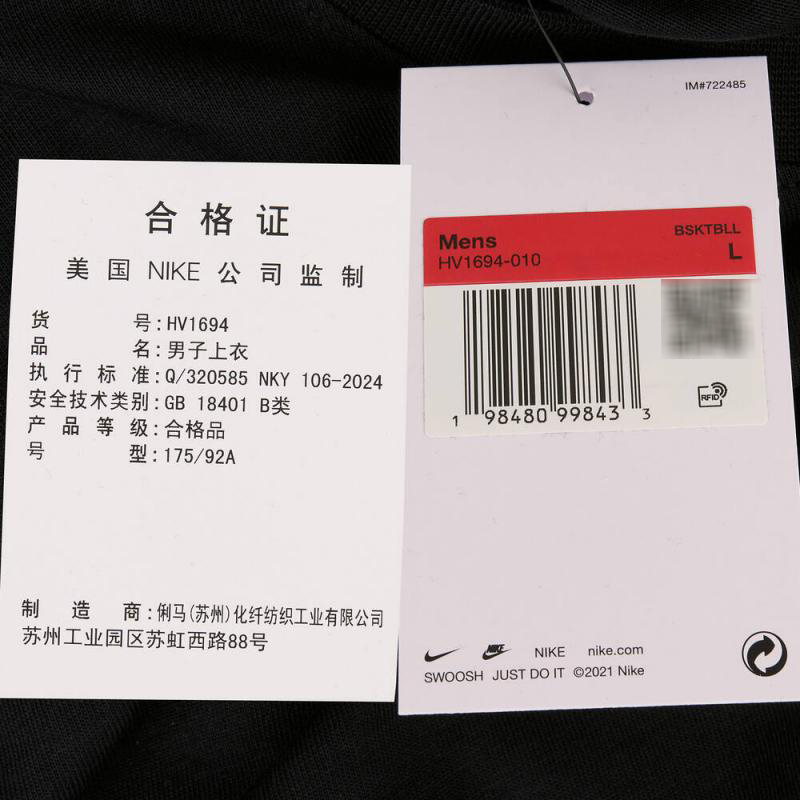 合格证
美国 NIKE 公司监制
货号:HV1694
品名:男子上衣
执行标准:Q/320585 NKY 106-2024
安全技术类别:GB 18401 B类
产品等级:合格品
号型:175/92A
制造商:俐马(苏州)化纤纺织工业有限公司
苏州工业园区苏虹西路88号
IM#722485
Mens
HV1694-010
BSKTBLL
L
1 98480 99843 3
RFID
NIKE nike.com
SWOOSH JUST DO IT ©2021 Nike